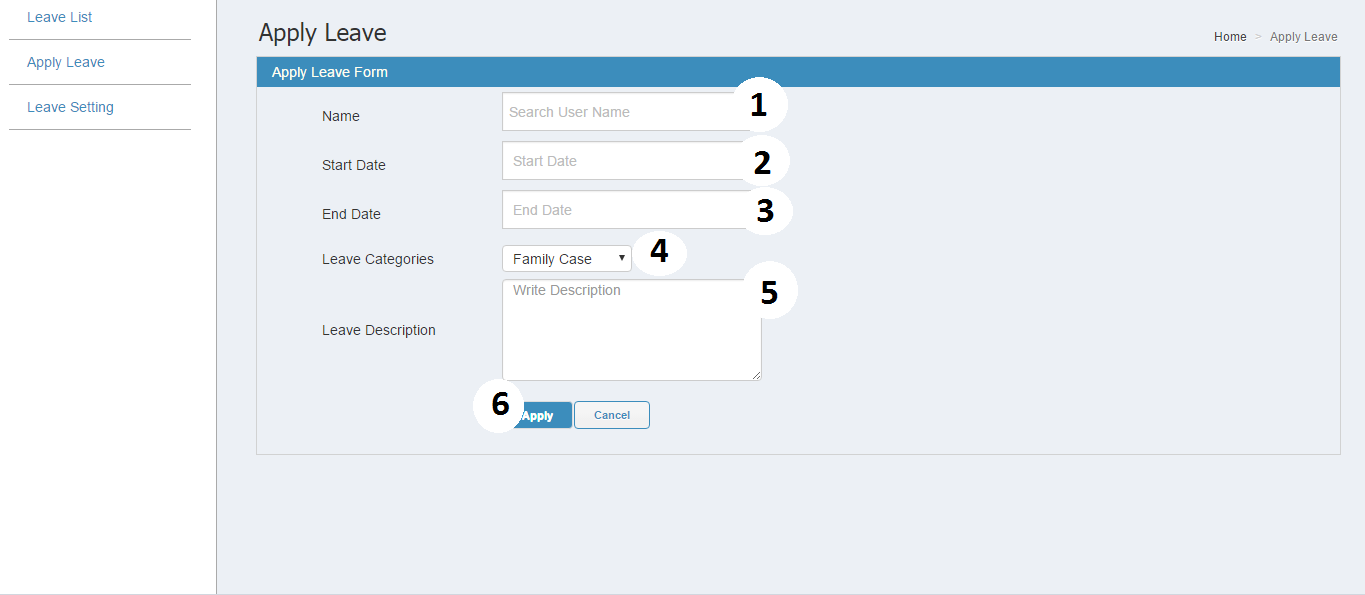 Leave List
Apply Leave
Leave Setting
Apply Leave
Home > Apply Leave
Apply Leave Form
Name Search User Name 1
Start Date Start Date 2
End Date End Date 3
Leave Categories Family Case ▼ 4
Write Description 5
Leave Description
6 Apply Cancel